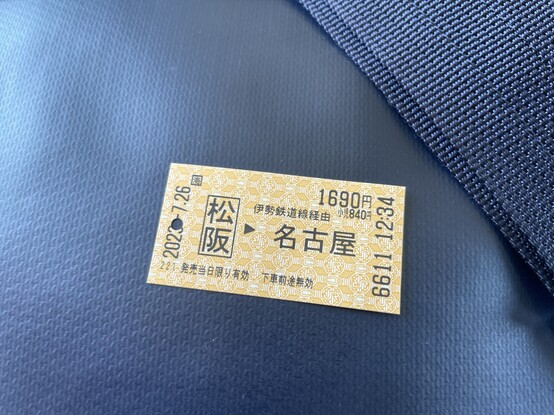 松阪 ▶ 名古屋
伊勢鉄道線経由
1690円
小児840円
発売当日限り有効 下車前途無効
221
-7.26
6611 12:34